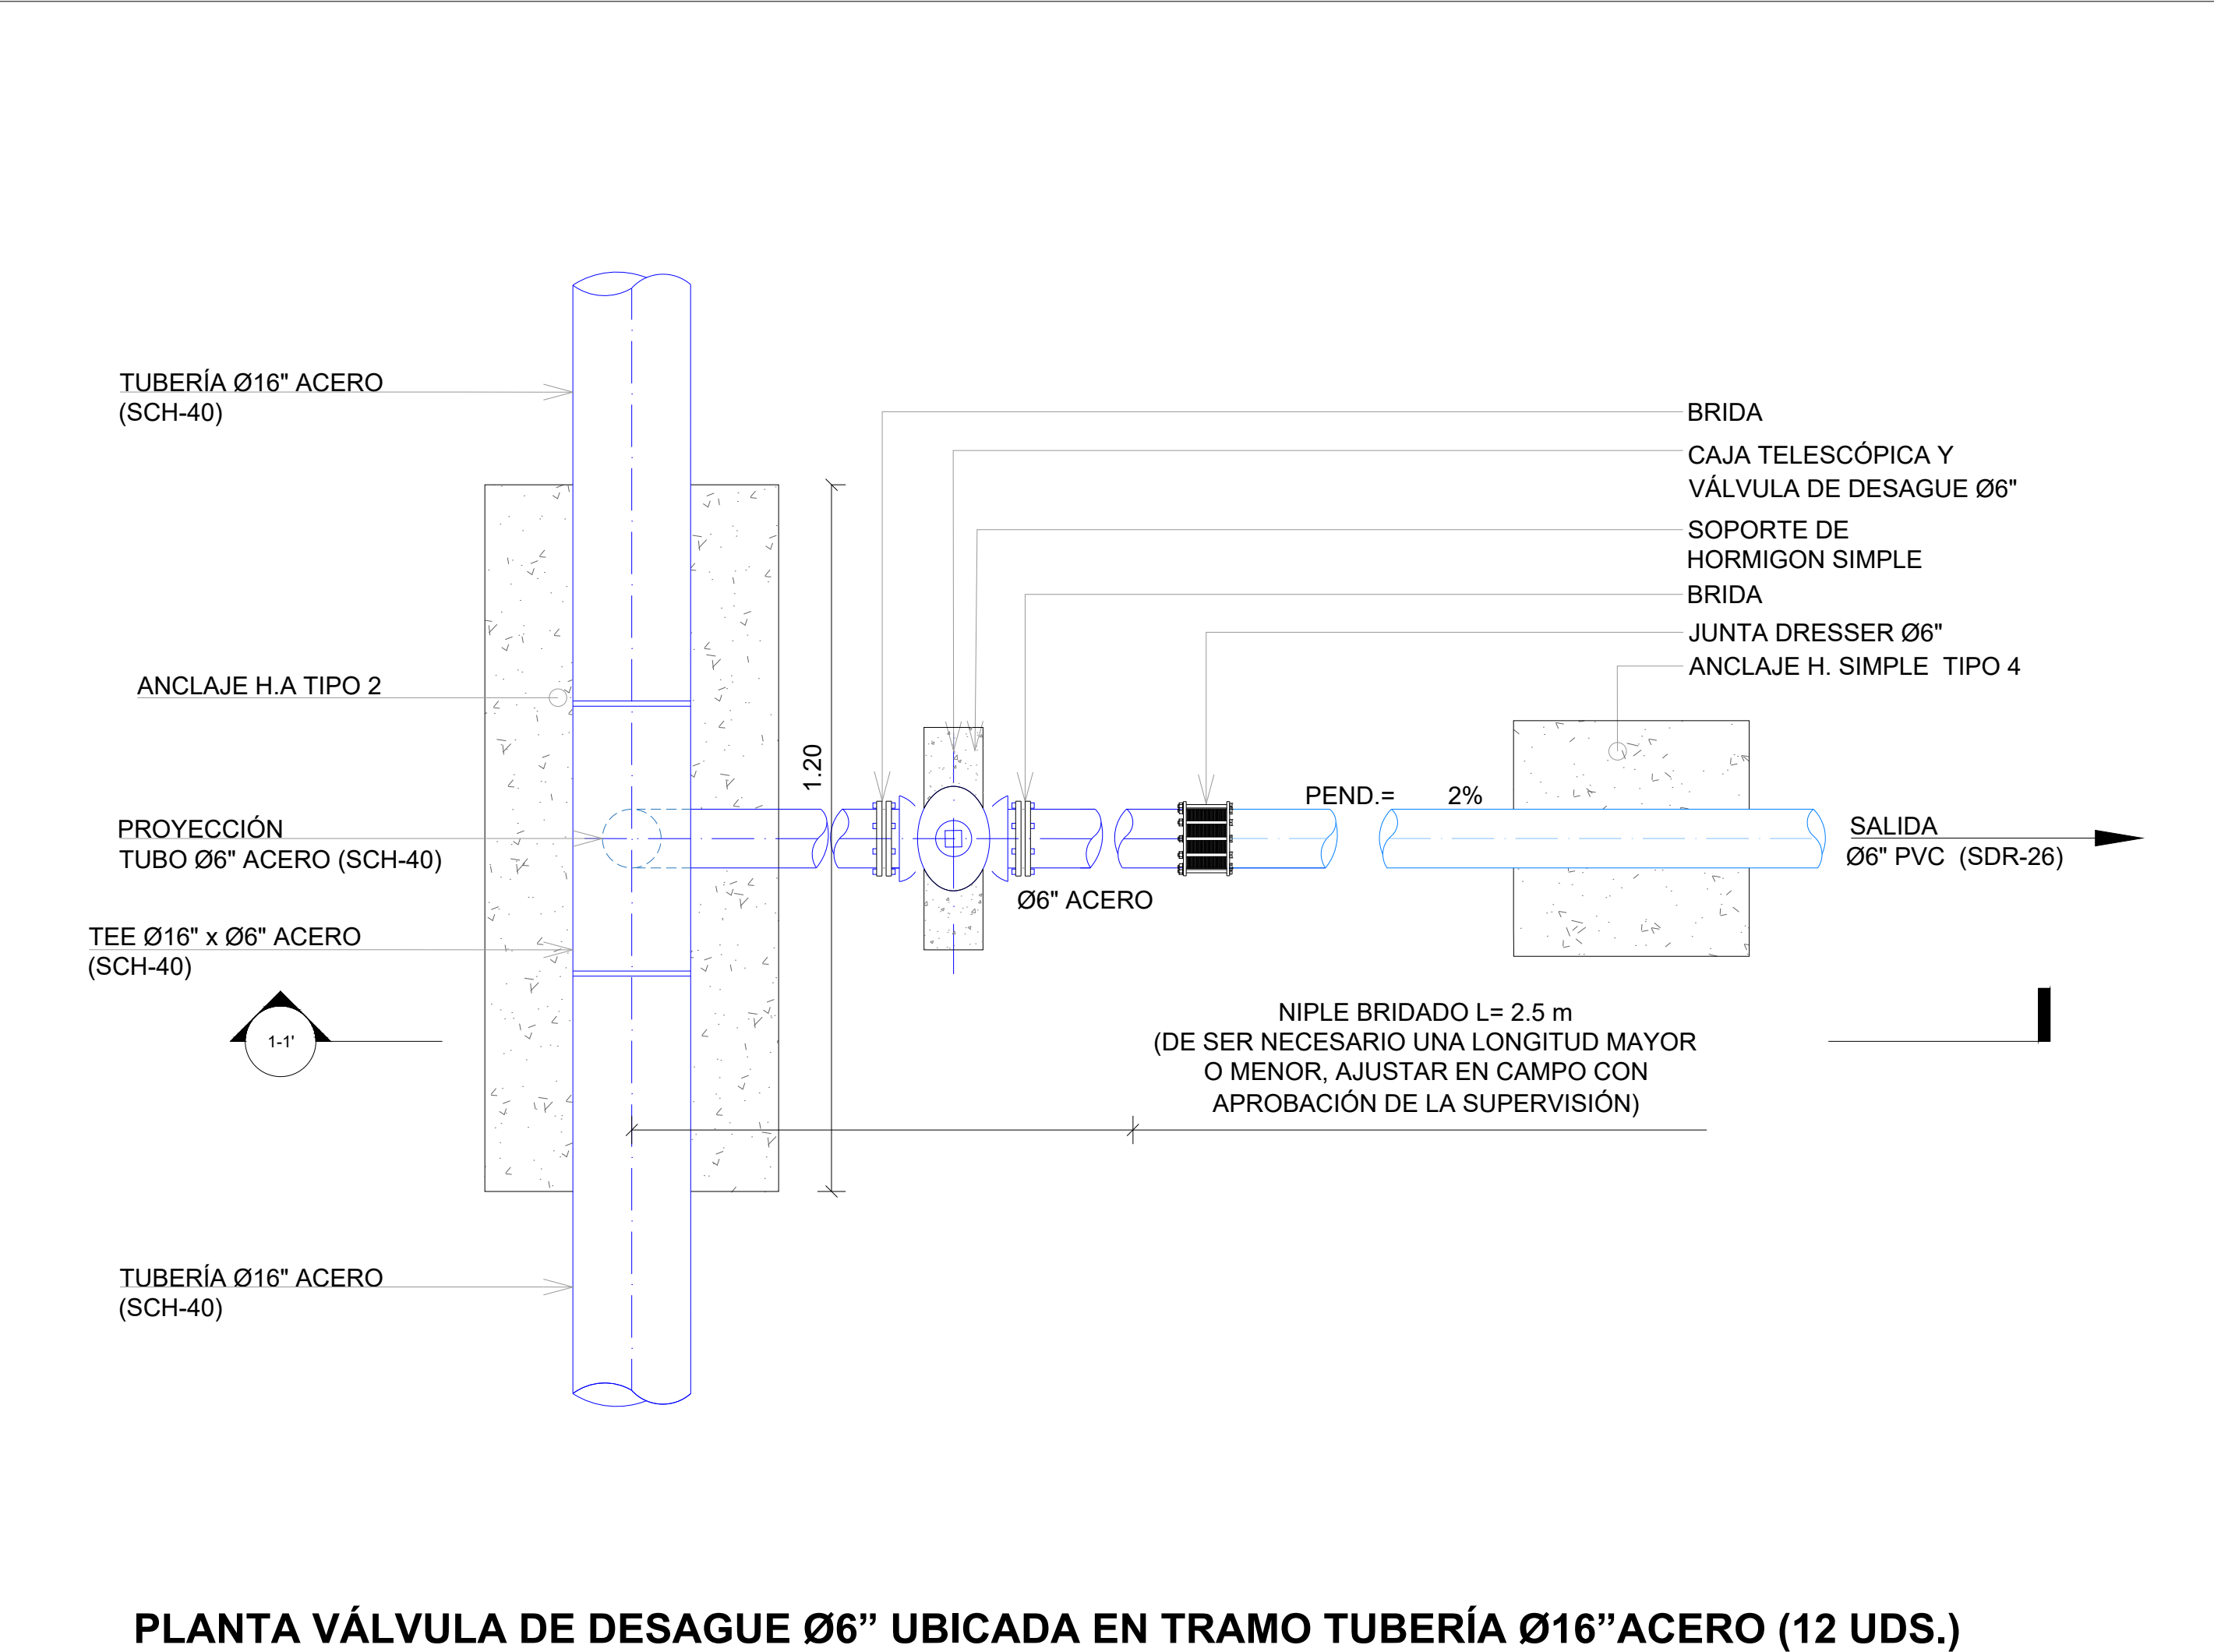 TUBERÍA Ø16" ACERO
(SCH-40)
BRIDA
CAJA TELESCÓPICA Y
VÁLVULA DE DESAGUE Ø6"
SOPORTE DE
HORMIGON SIMPLE
BRIDA
JUNTA DRESSER Ø6"
ANCLAJE H. SIMPLE TIPO 4
ANCLAJE H.A TIPO 2
1.20
PEND.= 2%
PROYECCIÓN
TUBO Ø6" ACERO (SCH-40)
SALIDA
Ø6" PVC (SDR-26)
Ø6" ACERO
TEE Ø16" x Ø6" ACERO
(SCH-40)
1-1'
NIPLE BRIDADO L= 2.5 m
(DE SER NECESARIO UNA LONGITUD MAYOR
O MENOR, AJUSTAR EN CAMPO CON
APROBACIÓN DE LA SUPERVISIÓN)
TUBERÍA Ø16" ACERO
(SCH-40)
PLANTA VÁLVULA DE DESAGUE Ø6” UBICADA EN TRAMO TUBERÍA Ø16”ACERO (12 UDS.)